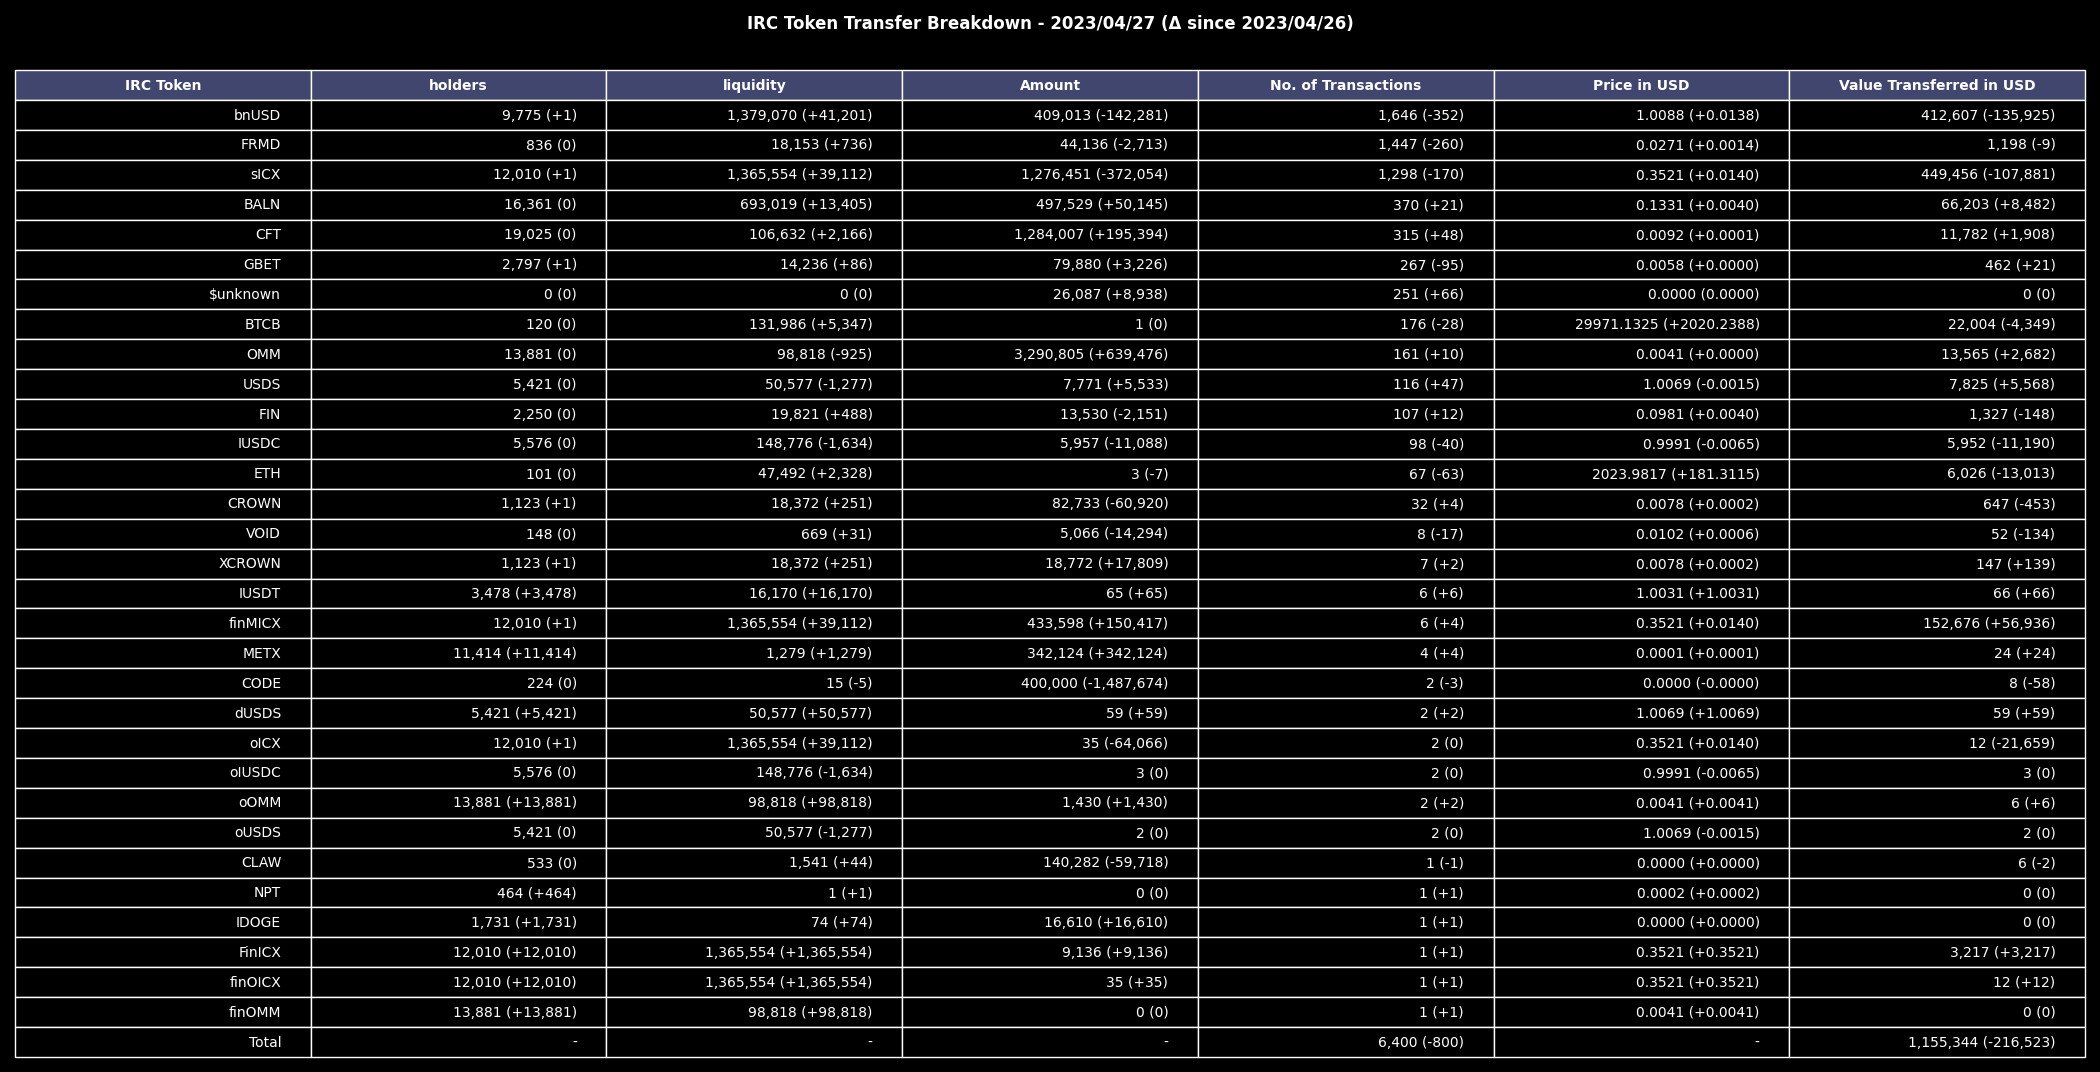 IRC Token Transfer Breakdown - 2023/04/27 (Δ since 2023/04/26)
IRC Token holders liquidity Amount No. of Transactions Price in USD Value Transferred in USD
bnUSD 9,775 (+1) 1,379,070 (+41,201) 409,013 (-142,281) 1,646 (-352) 1.0088 (+0.0138) 412,607 (-135,925)
FRMD 836 (0) 18,153 (+736) 44,136 (-2,713) 1,447 (-260) 0.0271 (+0.0014) 1,198 (-9)
sICX 12,010 (+1) 1,365,554 (+39,112) 1,276,451 (-372,054) 1,298 (-170) 0.3521 (+0.0140) 449,456 (-107,881)
BALN 16,361 (0) 693,019 (+13,405) 497,529 (+50,145) 370 (+21) 0.1331 (+0.0040) 66,203 (+8,482)
CFT 19,025 (0) 106,632 (+2,166) 1,284,007 (+195,394) 315 (+48) 0.0092 (+0.0001) 11,782 (+1,908)
GBET 2,797 (+1) 14,236 (+86) 79,880 (+3,226) 267 (-95) 0.0058 (+0.0000) 462 (+21)
$unknown 0 (0) 0 (0) 26,087 (+8,938) 251 (+66) 0.0000 (0.0000) 0 (0)
BTCB 120 (0) 131,986 (+5,347) 1 (0) 176 (-28) 29971.1325 (+2020.2388) 22,004 (-4,349)
OMM 13,881 (0) 98,818 (-925) 3,290,805 (+639,476) 161 (+10) 0.0041 (+0.0000) 13,565 (+2,682)
USDS 5,421 (0) 50,577 (-1,277) 7,771 (+5,533) 116 (+47) 1.0069 (-0.0015) 7,825 (+5,568)
FIN 2,250 (0) 19,821 (+488) 13,530 (-2,151) 107 (+12) 0.0981 (+0.0040) 1,327 (-148)
IUSDC 5,576 (0) 148,776 (-1,634) 5,957 (-11,088) 98 (-40) 0.9991 (-0.0065) 5,952 (-11,190)
ETH 101 (0) 47,492 (+2,328) 3 (-7) 67 (-63) 2023.9817 (+181.3115) 6,026 (-13,013)
CROWN 1,123 (+1) 18,372 (+251) 82,733 (-60,920) 32 (+4) 0.0078 (+0.0002) 647 (-453)
VOID 148 (0) 669 (+31) 5,066 (-14,294) 8 (-17) 0.0102 (+0.0006) 52 (-134)
XCROWN 1,123 (+1) 18,372 (+251) 18,772 (+17,809) 7 (+2) 0.0078 (+0.0002) 147 (+139)
IUSDT 3,478 (+3,478) 16,170 (+16,170) 65 (+65) 6 (+6) 1.0031 (+1.0031) 66 (+66)
finMICX 12,010 (+1) 1,365,554 (+39,112) 433,598 (+150,417) 6 (+4) 0.3521 (+0.0140) 152,676 (+56,936)
METX 11,414 (+11,414) 1,279 (+1,279) 342,124 (+342,124) 4 (+4) 0.0001 (+0.0001) 24 (+24)
CODE 224 (0) 15 (-5) 400,000 (-1,487,674) 2 (-3) 0.0000 (-0.0000) 8 (-58)
dUSDS 5,421 (+5,421) 50,577 (+50,577) 59 (+59) 2 (+2) 1.0069 (+1.0069) 59 (+59)
oICX 12,010 (+1) 1,365,554 (+39,112) 35 (-64,066) 2 (0) 0.3521 (+0.0140) 12 (-21,659)
oIUSDC 5,576 (0) 148,776 (-1,634) 3 (0) 2 (0) 0.9991 (-0.0065) 3 (0)
oOMM 13,881 (+13,881) 98,818 (+98,818) 1,430 (+1,430) 2 (+2) 0.0041 (+0.0041) 6 (+6)
oUSDS 5,421 (0) 50,577 (-1,277) 2 (0) 2 (0) 1.0069 (-0.0015) 2 (0)
CLAW 533 (0) 1,541 (+44) 140,282 (-59,718) 1 (-1) 0.0000 (+0.0000) 6 (-2)
NPT 464 (+464) 1 (+1) 0 (0) 1 (+1) 0.0002 (+0.0002) 0 (0)
IDOGE 1,731 (+1,731) 74 (+74) 16,610 (+16,610) 1 (+1) 0.0000 (+0.0000) 0 (0)
FinICX 12,010 (+12,010) 1,365,554 (+1,365,554) 9,136 (+9,136) 1 (+1) 0.3521 (+0.3521) 3,217 (+3,217)
finOICX 12,010 (+12,010) 1,365,554 (+1,365,554) 35 (+35) 1 (+1) 0.3521 (+0.3521) 12 (+12)
finOMM 13,881 (+13,881) 98,818 (+98,818) 0 (0) 1 (+1) 0.0041 (+0.0041) 0 (0)
Total - - - 6,400 (-800) - 1,155,344 (-216,523)